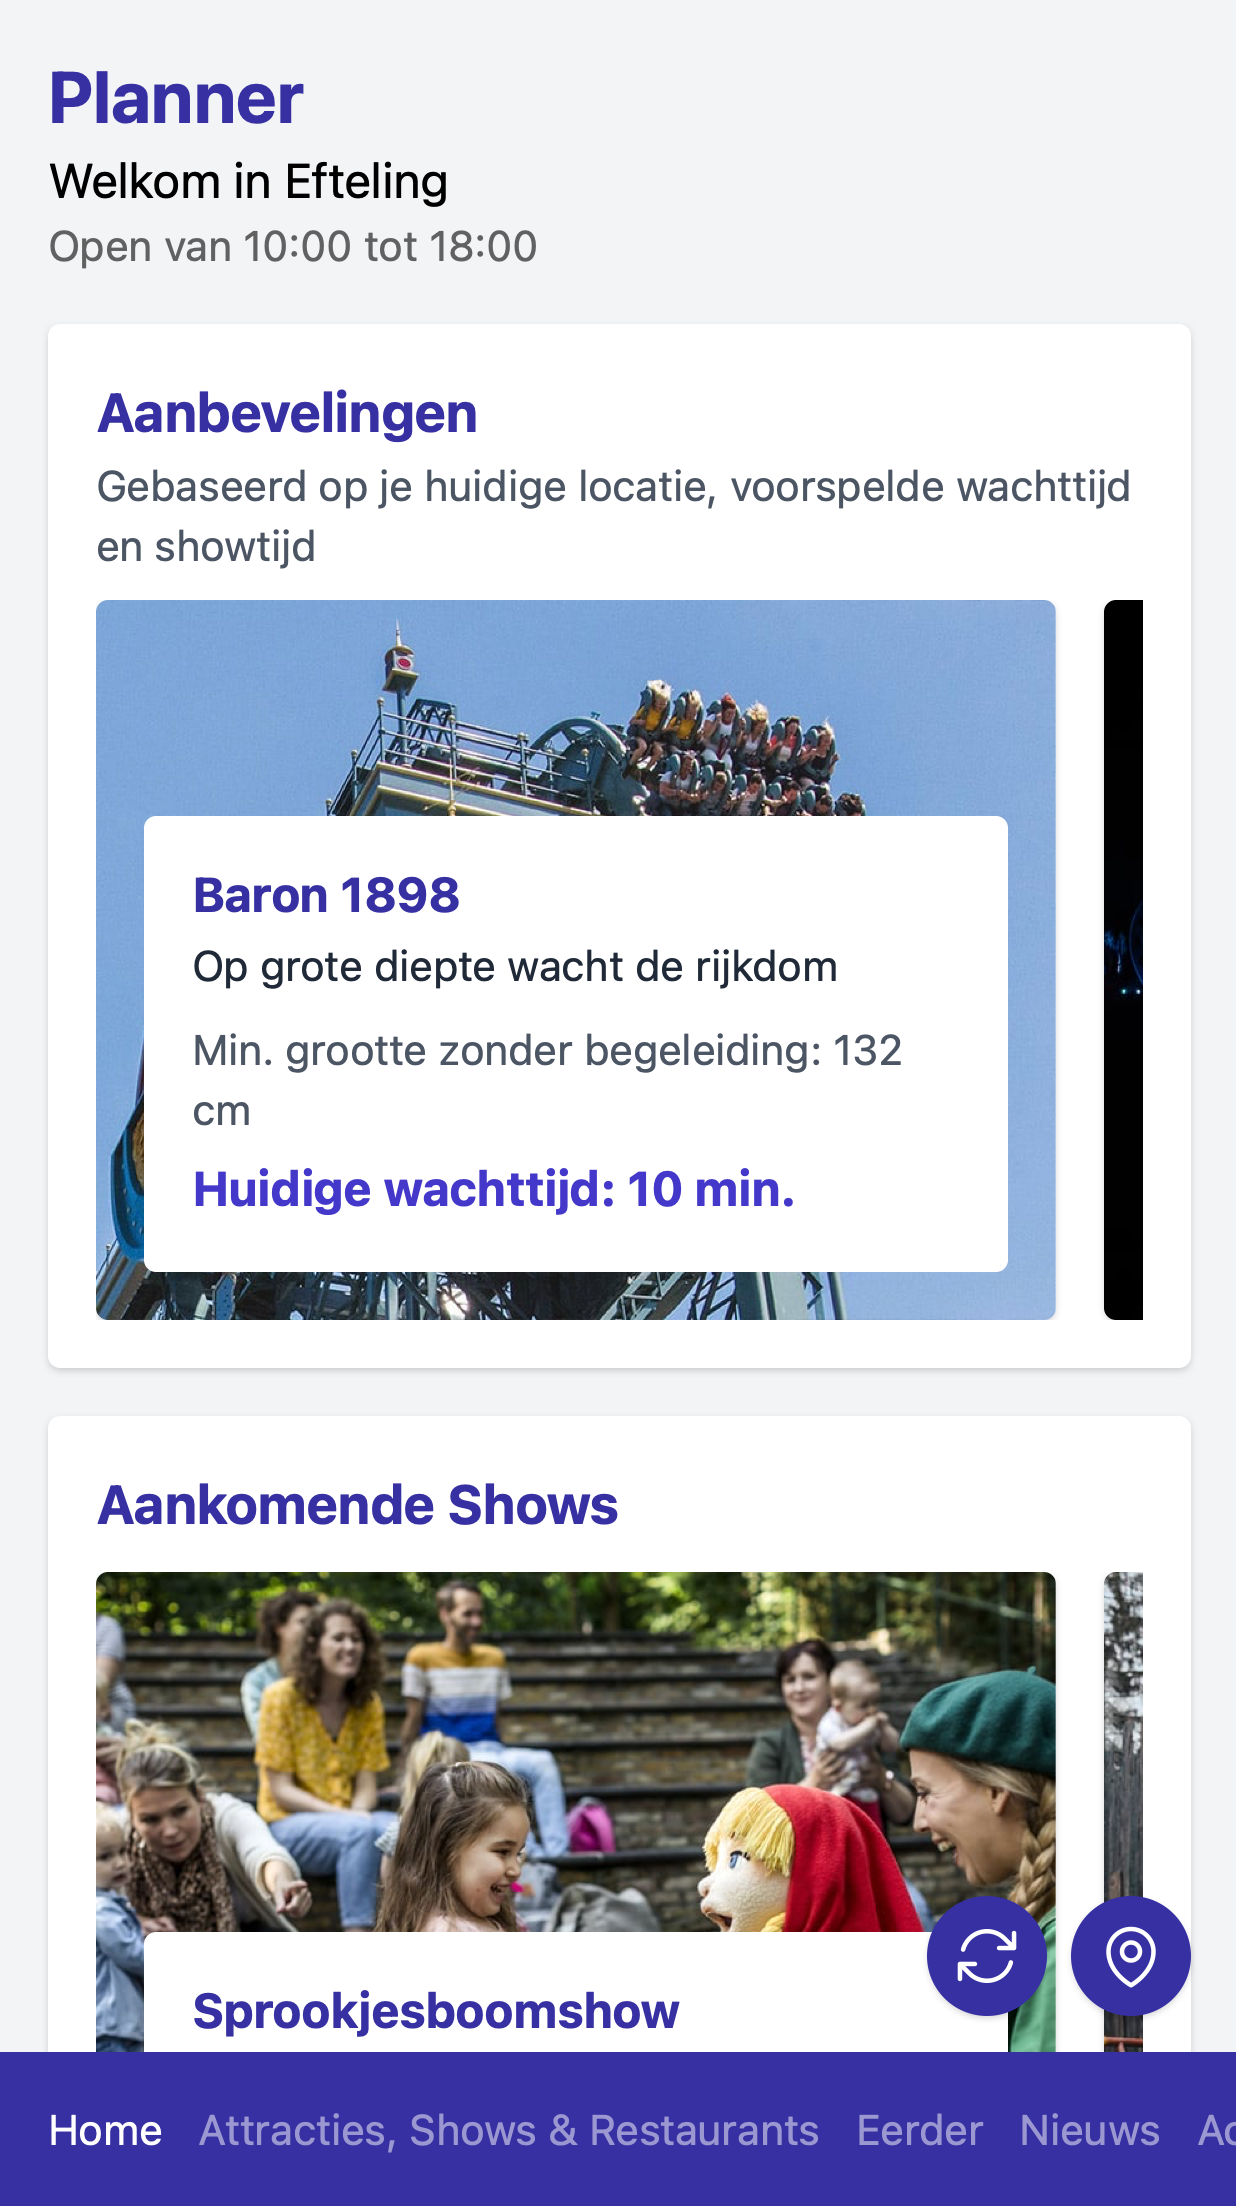 Planner
Welkom in Efteling
Open van 10:00 tot 18:00
Aanbevelingen
Gebaseerd op je huidige locatie, voorspelde wachttijd
en showtijd
Baron 1898
Op grote diepte wacht de rijkdom
Min. grootte zonder begeleiding: 132
cm
Huidige wachttijd: 10 min.
Aankomende Shows
Sprookjesboomshow
Home Attracties, Shows & Restaurants Eerder Nieuws